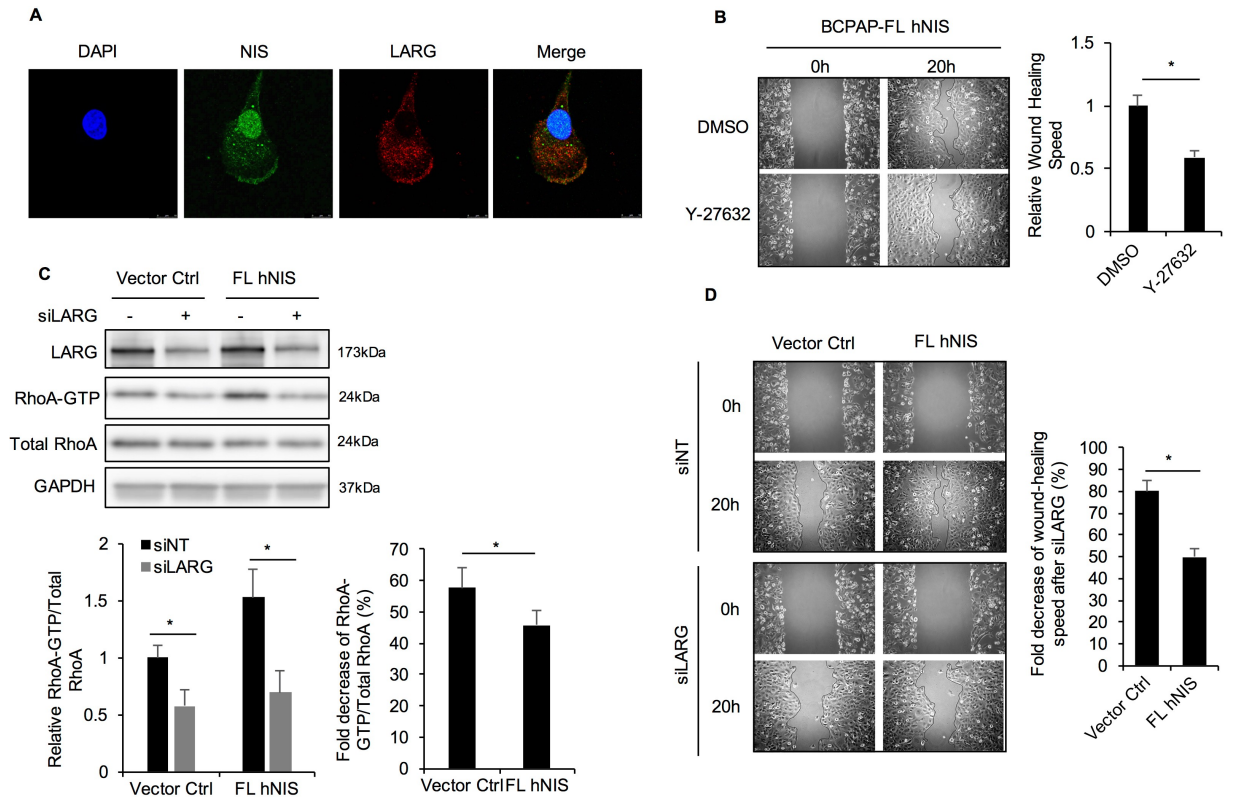 A
DAPI
NIS
LARG
Merge
B
BCPAP-FL hNIS
0h
20h
DMSO
Y-27632
Relative Wound Healing
Speed
1.5
1
0.5
0
*
DMSO
Y-27632
C
Vector Ctrl
FL hNIS
siLARG
-
+
-
+
LARG
173kDa
RhoA-GTP
24kDa
Total RhoA
24kDa
GAPDH
37kDa
Relative RhoA-GTP/Total
RhoA
2
1.5
1
0.5
0
siNT
siLARG
*
*
Vector Ctrl
FL hNIS
Fold decrease of RhoA-
GTP/Total RhoA (%)
70
60
50
40
30
20
10
0
*
Vector Ctrl
FL hNIS
D
Vector Ctrl
FL hNIS
siNT
0h
20h
siLARG
0h
20h
Fold decrease of wound-healing
speed after siLARG (%)
100
90
80
70
60
50
40
30
20
10
0
*
Vector Ctrl
FL hNIS